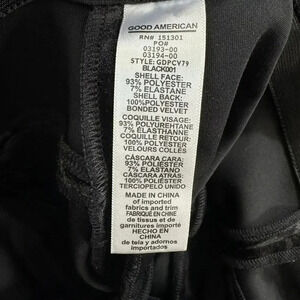 GOOD AMERICAN
RN# 151301
PO#
03193-00
03194-00
STYLE: GDPCV79
BLACK001
SHELL FACE:
93% POLYESTER
7% ELASTANE
SHELL BACK:
100%POLYESTER
BONDED VELVET
COQUILLE VISAGE:
93% POLYUREHTANE
7% ELASTHANNE
COQUILLE RETOUR:
100% POLYESTER
VELOURS COLLÉS
CÁSCARA CARA:
93% POLIÉSTER
7% ELASTANO
CÁSCARA ATRÁS:
100% POLIÉSTER
TERCIOPELO UNIDO
MADE IN CHINA
of imported
fabrics and trim
FABRIQUÉ EN CHINE
de tissus et de
garnitures importés
HECHO EN
CHINA
de teía y adornos
importados